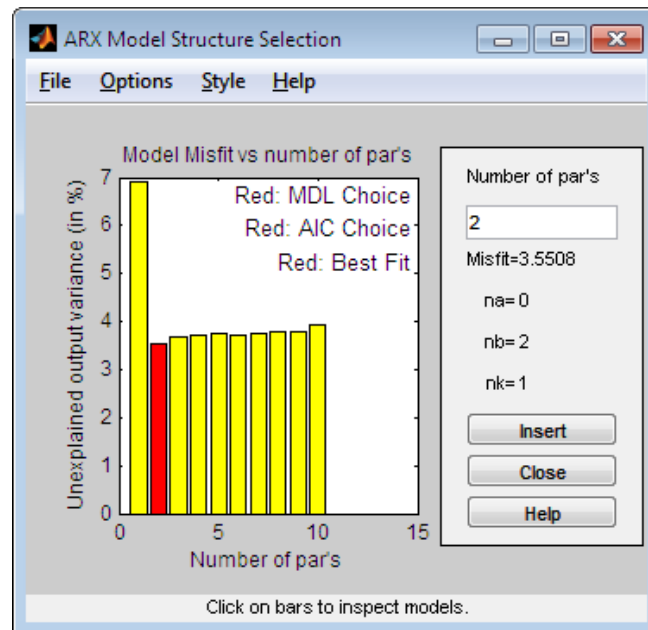 ARX Model Structure Selection
File Options Style Help
Model Misfit vs number of par's
Red: MDL Choice
Red: AIC Choice
Red: Best Fit
Unexplained output variance (in %)
7
6
5
4
3
2
1
0
0 5 10 15
Number of par's
Number of par's
2
Misfit=3.5508
na= 0
nb= 2
nk= 1
Insert
Close
Help
Click on bars to inspect models.